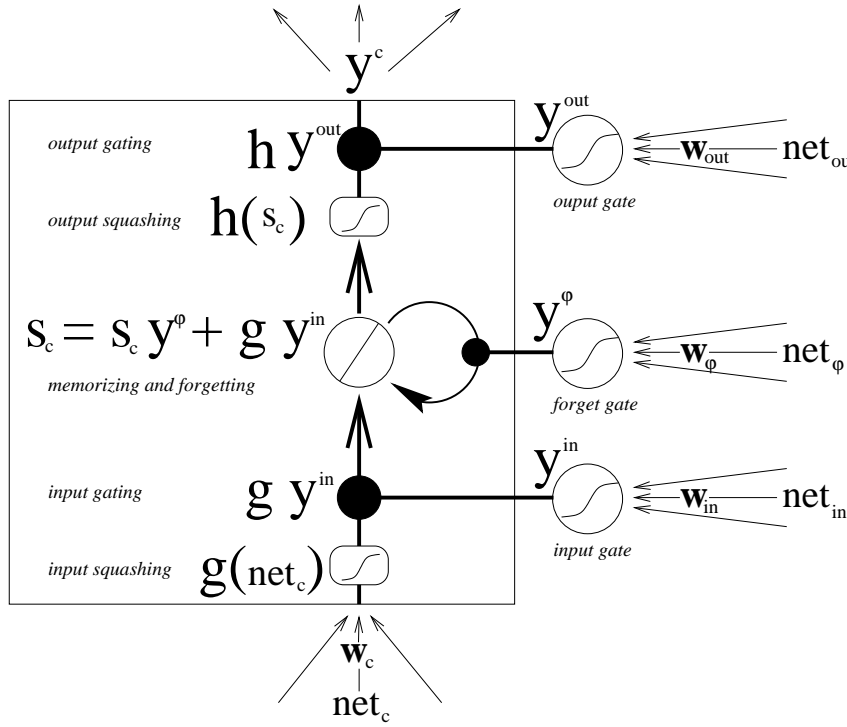 y^c
y^out
output gating
h y^out
w_out
net_ou
ouput gate
output squashing
h(s_c)
y^φ
s_c = s_c y^φ + g y^in
w_φ
net_φ
memorizing and forgetting
forget gate
y^in
input gating
g y^in
w_in
net_in
input gate
input squashing
g(net_c)
w_c
net_c